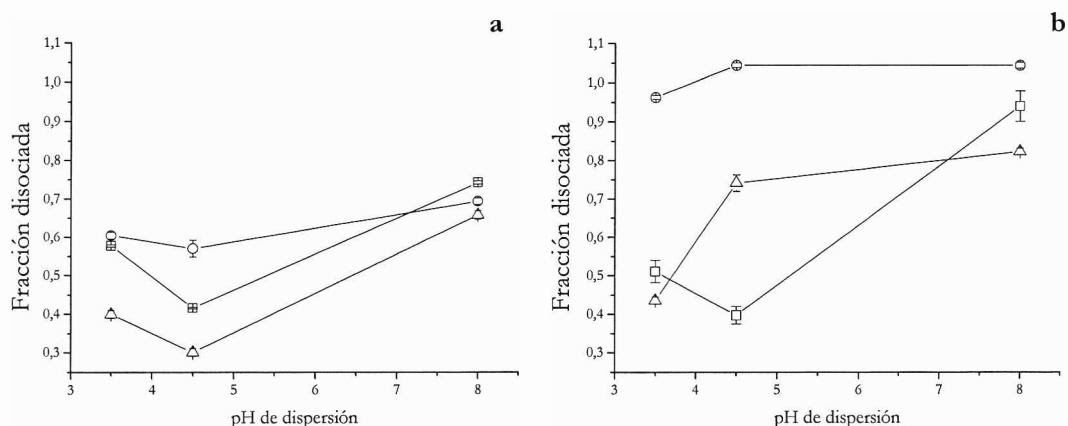 a
1,1
1,0
0,9
0,8
0,7
0,6
0,5
0,4
0,3
Fracción disociada
3 4 5 6 7 8
pH de dispersión
b
1,1
1,0
0,9
0,8
0,7
0,6
0,5
0,4
0,3
Fracción disociada
3 4 5 6 7 8
pH de dispersión